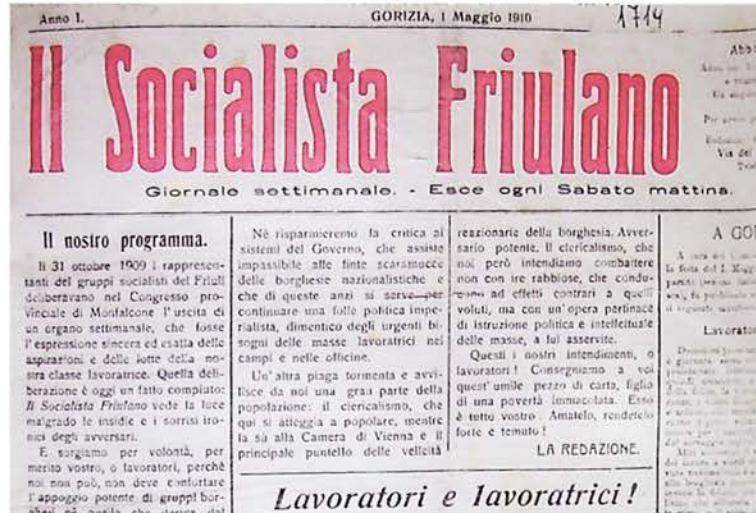 Anno I.
GORIZIA, 1 Maggio 1910
1714
Il Socialista Friulano
Giornale settimanale. - Esce ogni Sabato mattina.
Il nostro programma.
Il 31 ottobre 1909 i rappresen-
tanti dei gruppi socialisti del Friuli
deliberavano nel Congresso pro-
vinciale di Monfalcone l'uscita di
un organo settimanale, che fosse
l'espressione sincera ed esatta delle
aspirazioni e delle lotte della no-
stra classe lavoratrice. Quella deli-
berazione è oggi un fatto compiuto:
Il Socialista Friulano vede la luce
malgrado le insidie e i sorrisi iro-
nici degli avversari.
E sorgiamo per volontà, per
merito vostro, o lavoratori, perchè
noi non può, non deve confortare
l'appoggio potente di gruppi bor-
Nè risparmieremo la critica ai
sistemi del Governo, che assiste
impassibile alle finte scaramucce
delle borghesie nazionalistiche e
che di queste anzi si serve per
continuare una folle politica impe-
rialista, dimentico degli urgenti bi-
sogni delle masse lavoratrici nei
campi e nelle officine.
Un'altra piaga tormenta e avvi-
lisce da noi una gran parte della
popolazione: il clericalismo, che
qui si atteggia a popolare, mentre
la sù alla Camera di Vienna è il
principale puntello delle velleità
reazionarie della borghesia. Avver-
sario potente. Il clericalismo, che
noi però intendiamo combattere
non con ire rabbiose, che condu-
cono ad effetti contrari a quelli
voluti, ma con un'opera pertinace
di istruzione politica e intellettuale
delle masse, a lui asservite.
Questi i nostri intendimenti, o
lavoratori! Consegniamo a voi
quest'umile pezzo di carta, figlio
di una povertà immacolata. Esso
è tutto vostro. Amatelo, rendetelo
forte e temuto!
LA REDAZIONE.
Lavoratori e lavoratrici!
Abb
Via dei
A GO
Lavorator